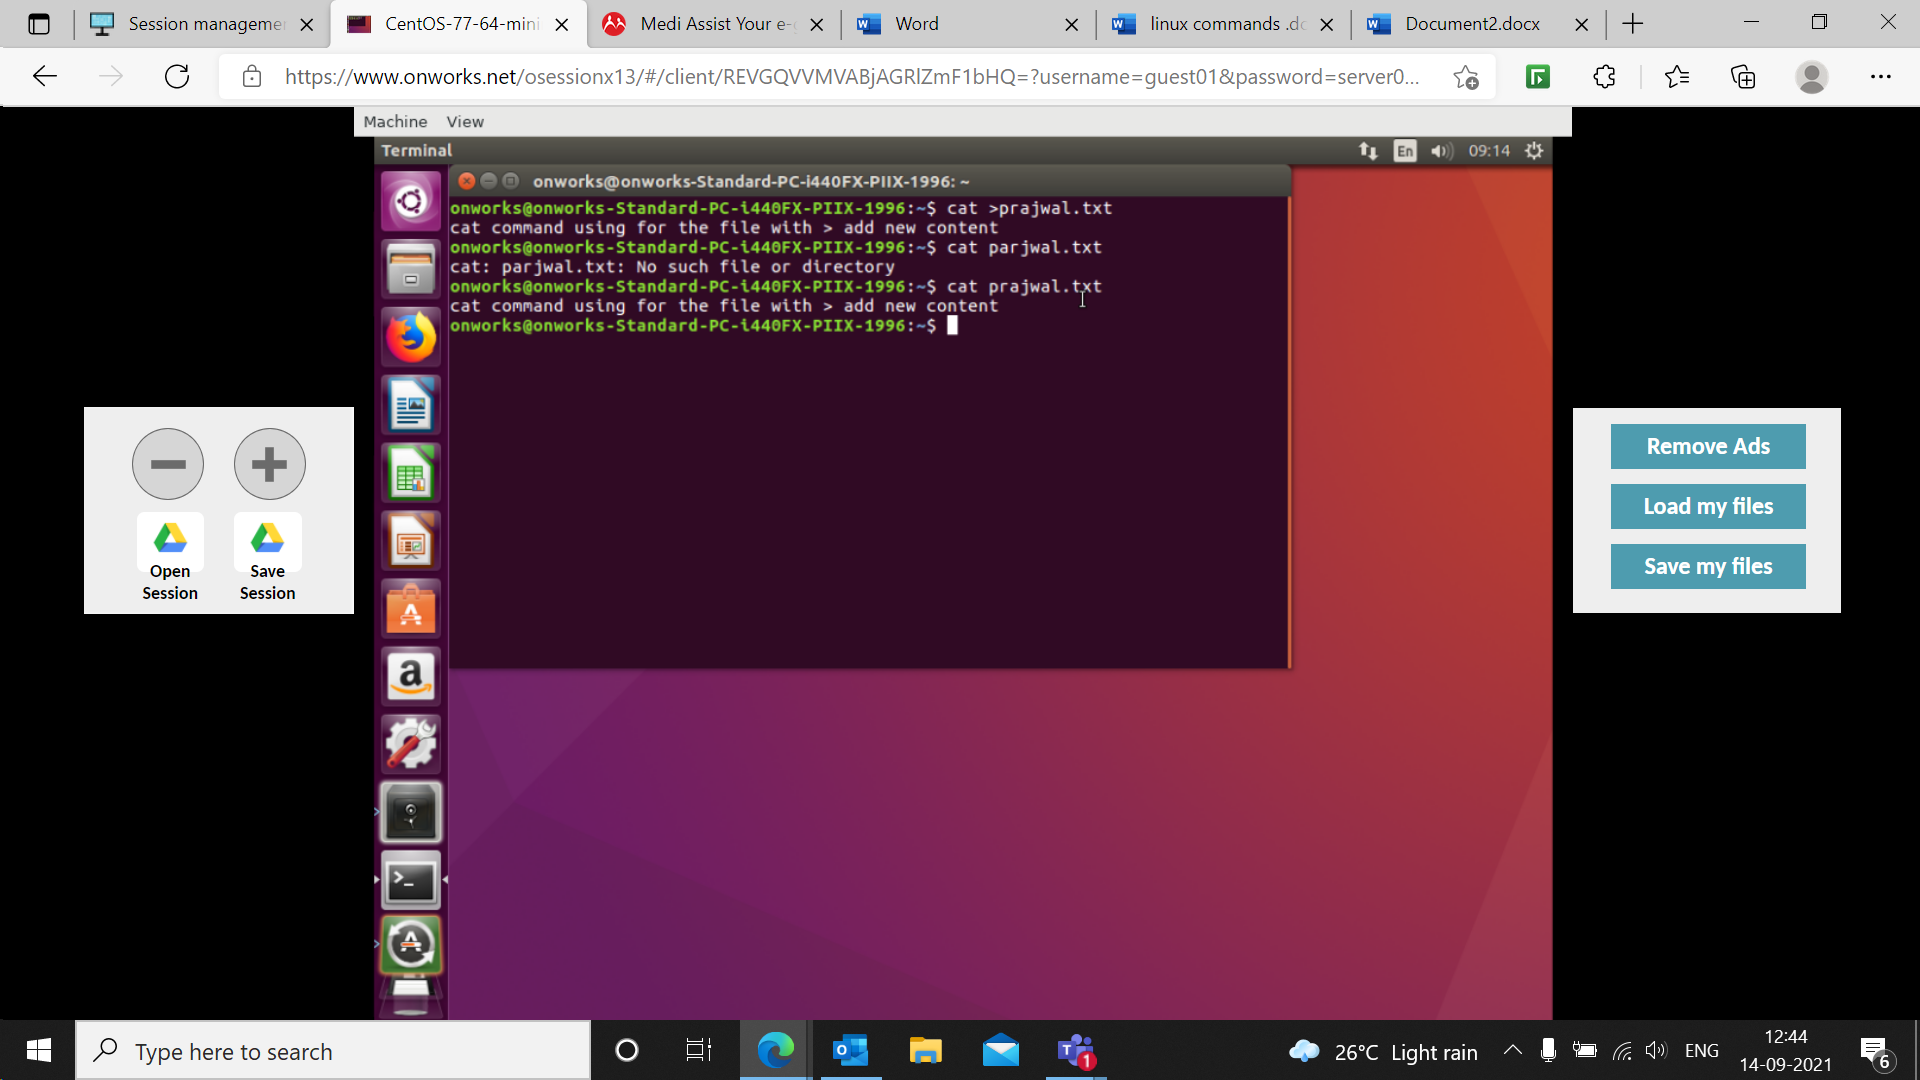 Session manageme
CentOS-77-64-mini
Medi Assist Your e-
Word
linux commands .do
Document2.docx
https://www.onworks.net/osessionx13/#/client/REVGQVVMVABjAGRlZmF1bHQ=?username=guest01&password=server0...
Machine View
Terminal
En
09:14
onworks@onworks-Standard-PC-i440FX-PIIX-1996: ~
onworks@onworks-Standard-PC-i440FX-PIIX-1996:~$ cat >prajwal.txt
cat command using for the file with > add new content
onworks@onworks-Standard-PC-i440FX-PIIX-1996:~$ cat parjwal.txt
cat: parjwal.txt: No such file or directory
onworks@onworks-Standard-PC-i440FX-PIIX-1996:~$ cat prajwal.txt
cat command using for the file with > add new content
onworks@onworks-Standard-PC-i440FX-PIIX-1996:~$
Open
Session
Save
Session
Remove Ads
Load my files
Save my files
Type here to search
26°C Light rain
ENG
12:44
14-09-2021
6
1